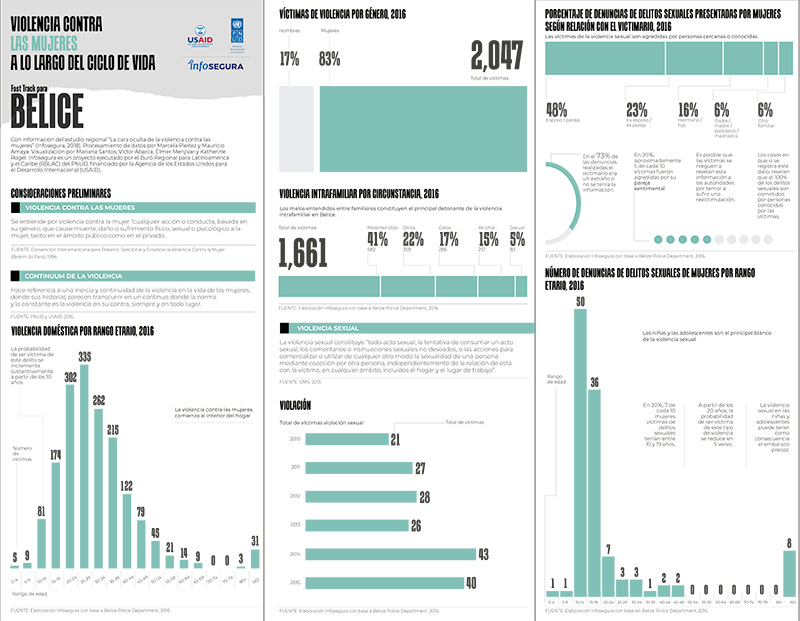 VIOLENCIA CONTRA
LAS MUJERES
A LO LARGO DEL CICLO DE VIDA
USAID
PNUD
infosegura
Fast Track para
BELICE
Con información del estudio regional "La cara oculta de la violencia contra las
mujeres" (Infosegura, 2018). Procesamiento de datos por Marcela Pleitez y Mauricio
Amaya. Visualización por Mariana Santos, Víctor Abarca, Élmer Menjívar y Katherine
Rogel. Infosegura es un proyecto ejecutado por el Buró Regional para Latinoamérica
y el Caribe (RBLAC) del PNUD, financiado por la Agencia de los Estados Unidos para
el Desarrollo Internacional (USAID).
CONSIDERACIONES PRELIMINARES
VIOLENCIA CONTRA LAS MUJERES
Se entiende por violencia contra la mujer "cualquier acción o conducta, basada en
su género, que cause muerte, daño o sufrimiento físico, sexual o psicológico a la
mujer, tanto en el ámbito público como en el privado.
FUENTE: Convención Interamericana para Prevenir, Sancionar y Erradicar la Violencia Contra la Mujer
(Belém do Pará), 1994.
CONTINUUM DE LA VIOLENCIA
Hace referencia a una inercia y continuidad de la violencia en la vida de las mujeres,
donde sus historias parecen transcurrir en un continuo donde la norma
y la constante es la violencia en su contra, siempre y en todo lugar.
FUENTE: PNUD y USAID, 2016.
VIOLENCIA DOMÉSTICA POR RANGO ETARIO, 2016
La probabilidad
de ser víctima de
este delito se
incrementa
sustantivamente
a partir de los 10
años.
La violencia contra las mujeres
comienza al interior del hogar
Número
de
víctimas
5 9 81 174 302 335 262 215 122 79 45 21 14 9 0 0 3 31
0-4 5-9 10-14 15-19 20-24 25-29 30-34 35-39 40-44 45-49 50-54 55-59 60-64 65-69 70-74 75-79 80+ ND
Rango de edad
FUENTE: Elaboración Infosegura con base a Belize Police Department, 2016.
VÍCTIMAS DE VIOLENCIA POR GÉNERO, 2016
Hombres
Mujeres
17%
83%
2,047
Total de víctimas
VIOLENCIA INTRAFAMILIAR POR CIRCUNSTANCIA, 2016
Los malos entendidos entre familiares constituyen el principal detonante de la violencia
intrafamiliar en Belice.
Total de víctimas
1,661
Malentendido Otros Celos Alcohol Sexual
41% 22% 17% 15% 5%
682 359 286 251 83
FUENTE: Elaboración Infosegura con base a Belize Police Department, 2016.
VIOLENCIA SEXUAL
La violencia sexual constituye "todo acto sexual, la tentativa de consumar un acto
sexual, los comentarios o insinuaciones sexuales no deseados, o las acciones para
comercializar o utilizar de cualquier otro modo la sexualidad de una persona
mediante coacción por otra persona, independientemente de la relación de esta
con la víctima, en cualquier ámbito, incluidos el hogar y el lugar de trabajo".
FUENTE: OMS, 2013.
VIOLACIÓN
Total de víctimas violación sexual
Total de víctimas
2010 21
2011 27
2012 28
2013 26
2014 43
2015 40
FUENTE: Elaboración Infosegura con base a Belize Police Department, 2016.
PORCENTAJE DE DENUNCIAS DE DELITOS SEXUALES PRESENTADAS POR MUJERES
SEGÚN RELACIÓN CON EL VICTIMARIO, 2016
Las víctimas de la violencia sexual son agredidas por personas cercanas o conocidas
48%
Esposo / pareja
23%
Ex esposo /
ex pareja
16%
Hermano /
hijo
6%
Padre /
madre /
padrastro /
madrastra
6%
Otro
familiar
En el 73% de
las denuncias
realizadas el
victimario era
un extraño o
no se tenía la
información.
En 2016,
aproximadamente
5 de cada 10
víctimas fueron
agredidas por su
pareja
sentimental.
Es posible que
las víctimas se
nieguen a
revelan esta
información a
las autoridades
por temor a
sufrir una
revictimización.
Los casos en
que sí se
registra este
dato, revelan
que el 100%
de los delitos
sexuales son
cometidos por
personas
conocidas por
las víctimas.
FUENTE: Elaboración Infosegura con base a Belize Police Department, 2016.
NÚMERO DE DENUNCIAS DE DELITOS SEXUALES DE MUJERES POR RANGO
ETARIO, 2016
Las niñas y las adolescentes son el principal blanco
de la violencia sexual
Rango
de edad
En 2016, 7 de
cada 10
mujeres
víctimas de
delitos
sexuales
tenían entre
10 y 19 años.
A partir de los
20 años, la
probabilidad
de ser víctima
de este tipo
de violencia
se reduce en
5 veces.
La violencia
sexual en las
niñas y
adolescentes
puede tener
como
consecuencia
el embarazo
precoz.
1 1 50 36 7 3 3 1 2 2 0 0 0 0 0 0 0 8
0-4 5-9 10-14 15-19 20-24 25-29 30-34 35-39 40-44 45-49 50-54 55-59 60-64 65-69 70-74 75-79 80+ ND
FUENTE: Elaboración Infosegura con base en Belize Police Department, 2016.